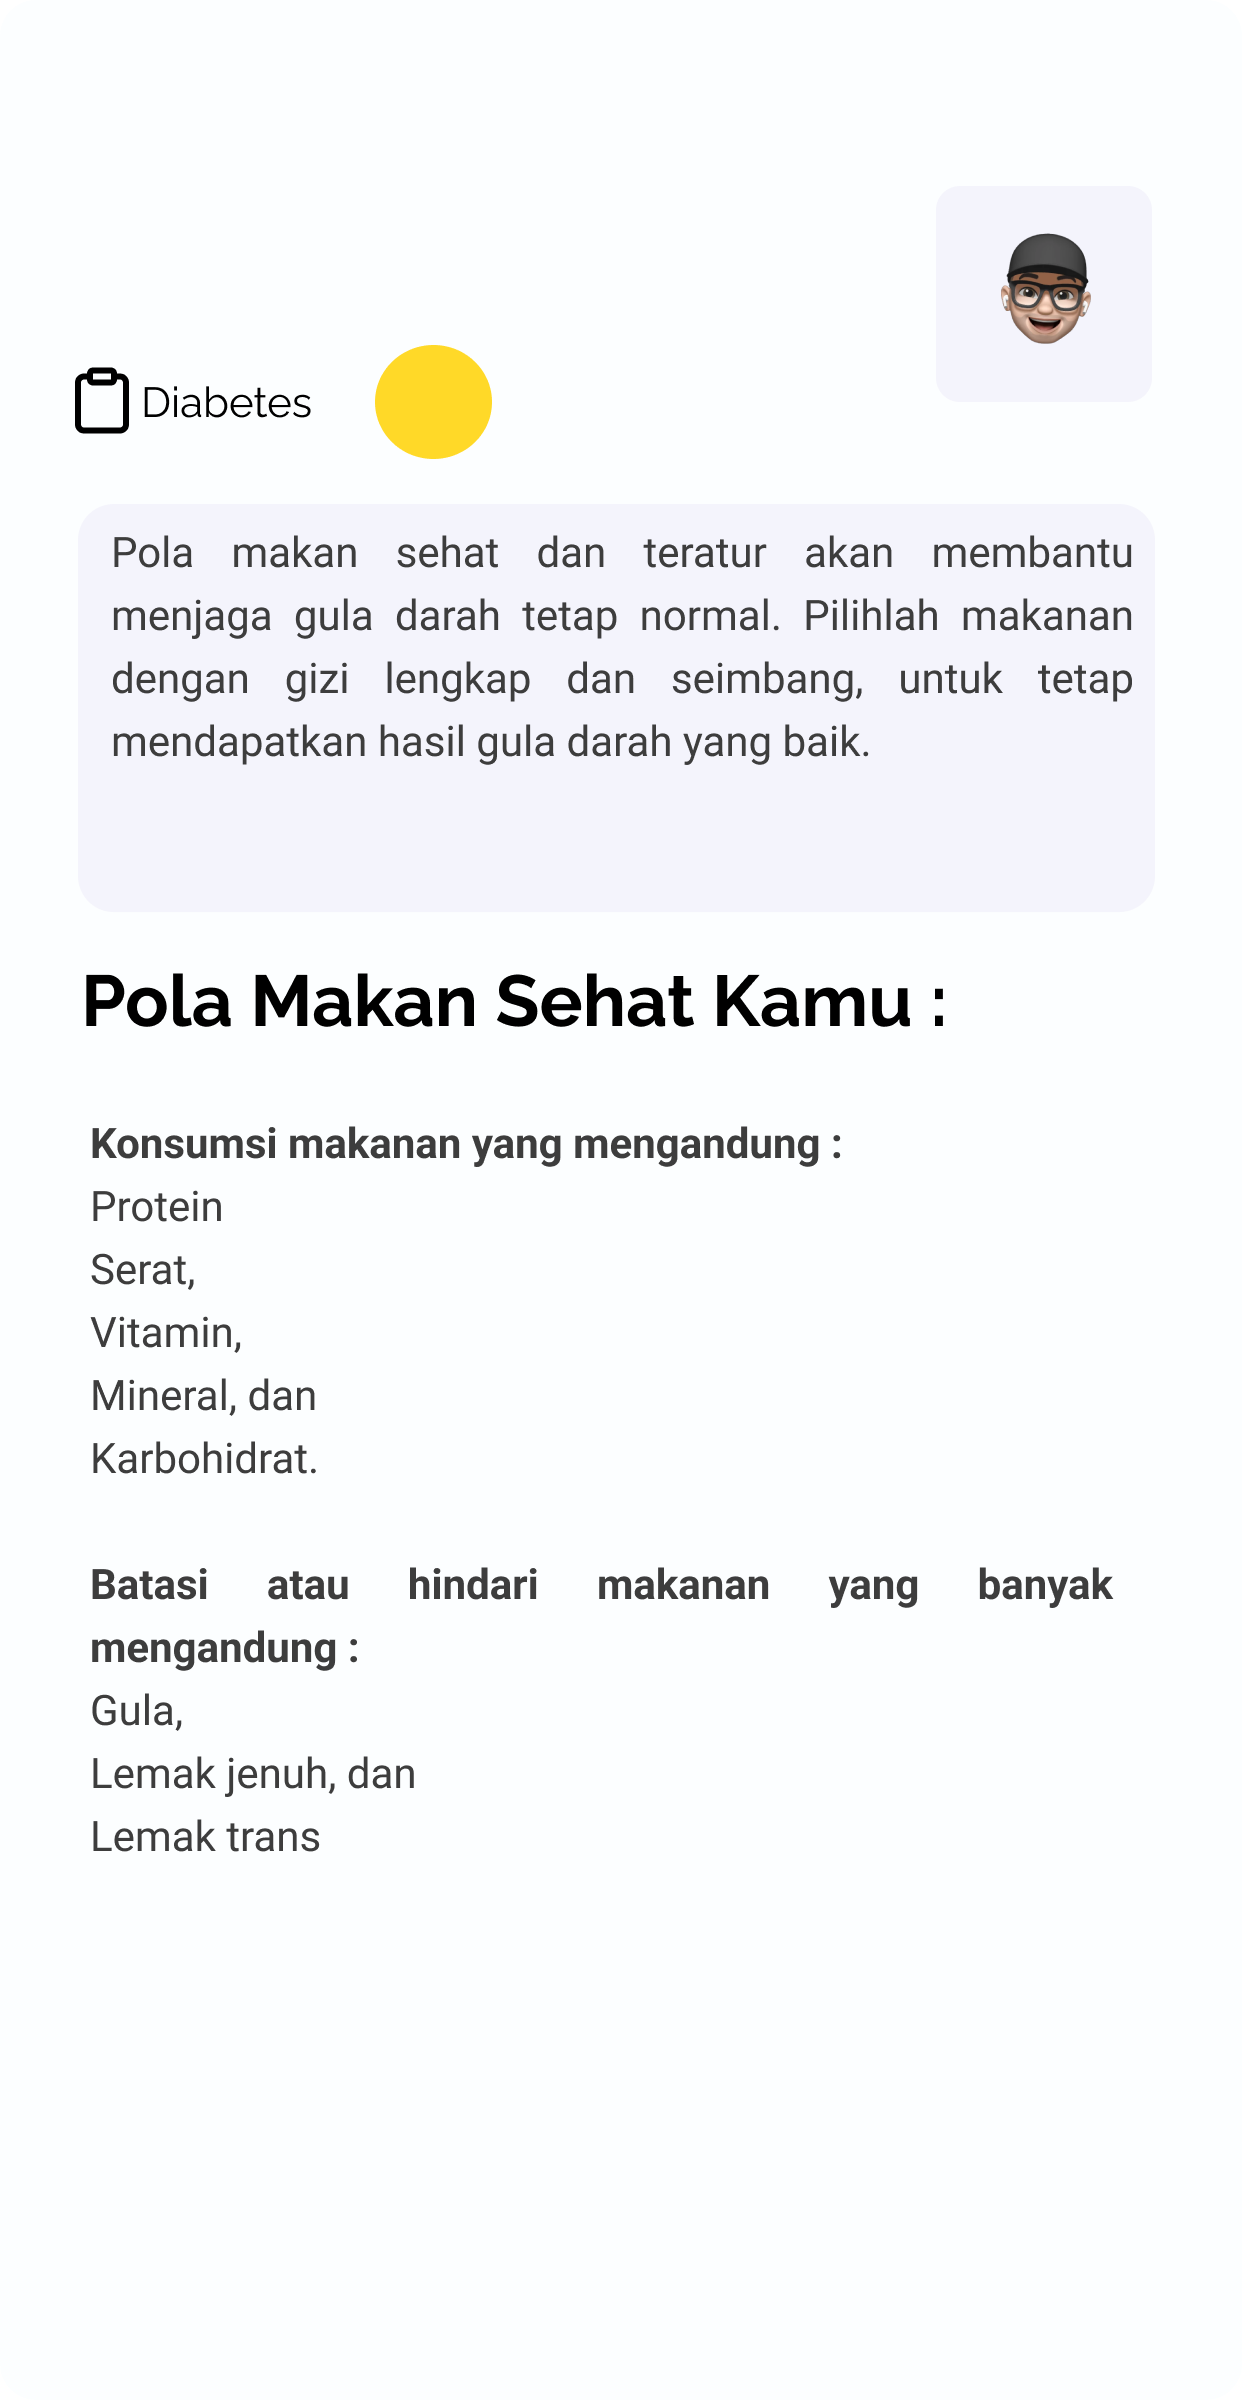 Diabetes
Pola makan sehat dan teratur akan membantu
menjaga gula darah tetap normal. Pilihlah makanan
dengan gizi lengkap dan seimbang, untuk tetap
mendapatkan hasil gula darah yang baik.
Pola Makan Sehat Kamu :
Konsumsi makanan yang mengandung :
Protein
Serat,
Vitamin,
Mineral, dan
Karbohidrat.
Batasi atau hindari makanan yang banyak
mengandung :
Gula,
Lemak jenuh, dan
Lemak trans